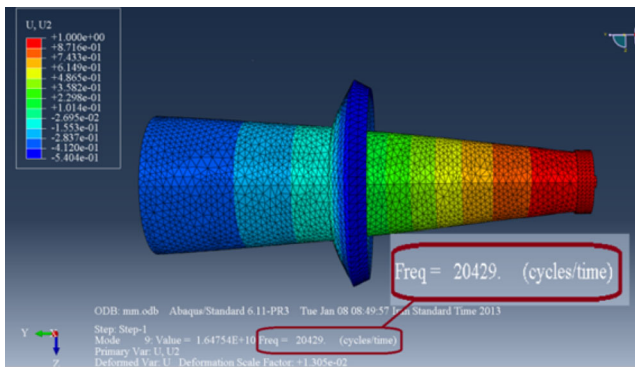 U, U2
+1.000e+00
+8.716e-01
+7.433e-01
+6.149e-01
+4.865e-01
+3.582e-01
+2.298e-01
+1.014e-01
-2.695e-02
-1.553e-01
-2.837e-01
-4.120e-01
-5.404e-01
Freq = 20429. (cycles/time)
ODB: mm.odb Abaqus/Standard 6.11-PR3 Tue Jan 08 08:49:57 Iran Standard Time 2013
Y
Step: Step-1
Mode 9: Value = 1.64754E+10 Freq = 20429. (cycles/time)
Primary Var: U, U2
Z
Deformed Var: U Deformation Scale Factor: +1.305e-02